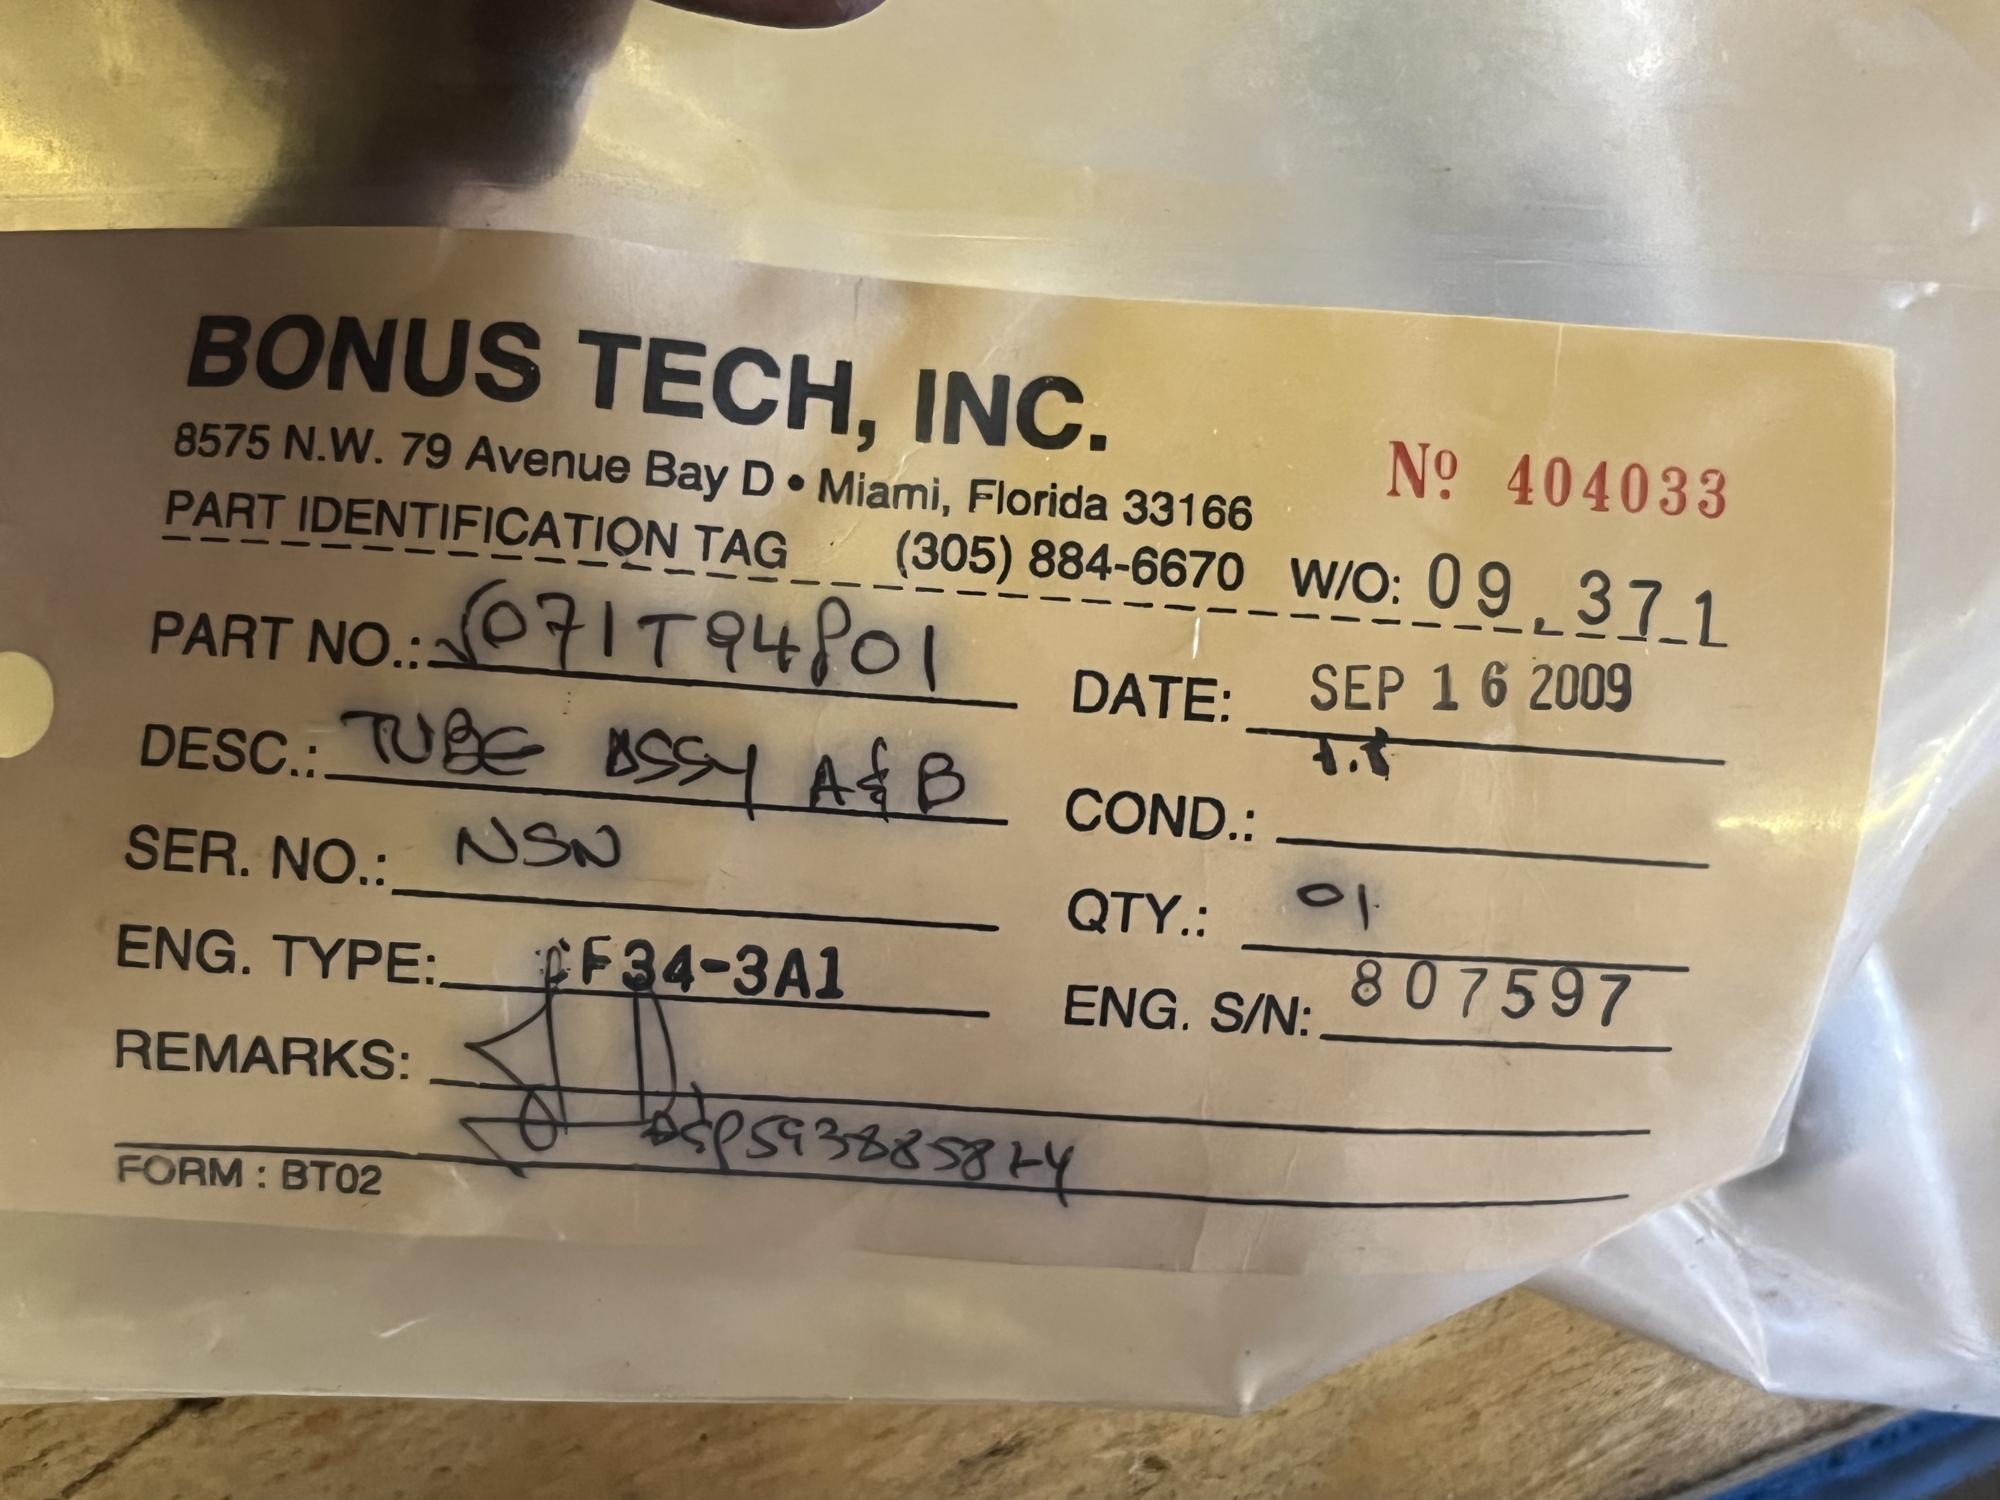 BONUS TECH, INC.
8575 N.W. 79 Avenue Bay D • Miami, Florida 33166
Nº 404033
PART IDENTIFICATION TAG (305) 884-6670 W/O: 09.371
PART NO.: 5071T94P01
DATE: SEP 16 2009
DESC.: TUBE ASSY A & B
COND.:
SER. NO.: NSN
QTY.: 01
ENG. TYPE: CF34-3A1
ENG. S/N: 807597
REMARKS:
FORM : BT02